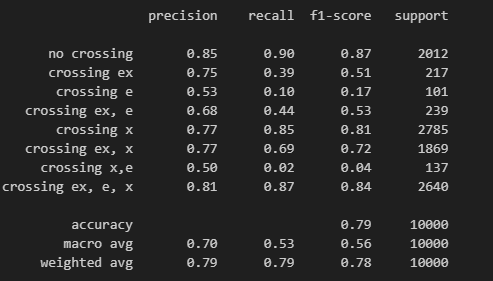 precision recall f1-score support
no crossing 0.85 0.90 0.87 2012
crossing ex 0.75 0.39 0.51 217
crossing e 0.53 0.10 0.17 101
crossing ex, e 0.68 0.44 0.53 239
crossing x 0.77 0.85 0.81 2785
crossing ex, x 0.77 0.69 0.72 1869
crossing x,e 0.50 0.02 0.04 137
crossing ex, e, x 0.81 0.87 0.84 2640
accuracy 0.79 10000
macro avg 0.70 0.53 0.56 10000
weighted avg 0.79 0.79 0.78 10000